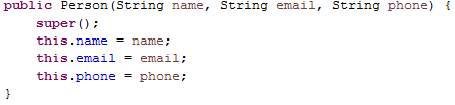 public Person(String name, String email, String phone) {
    super();
    this.name = name;
    this.email = email;
    this.phone = phone;
}